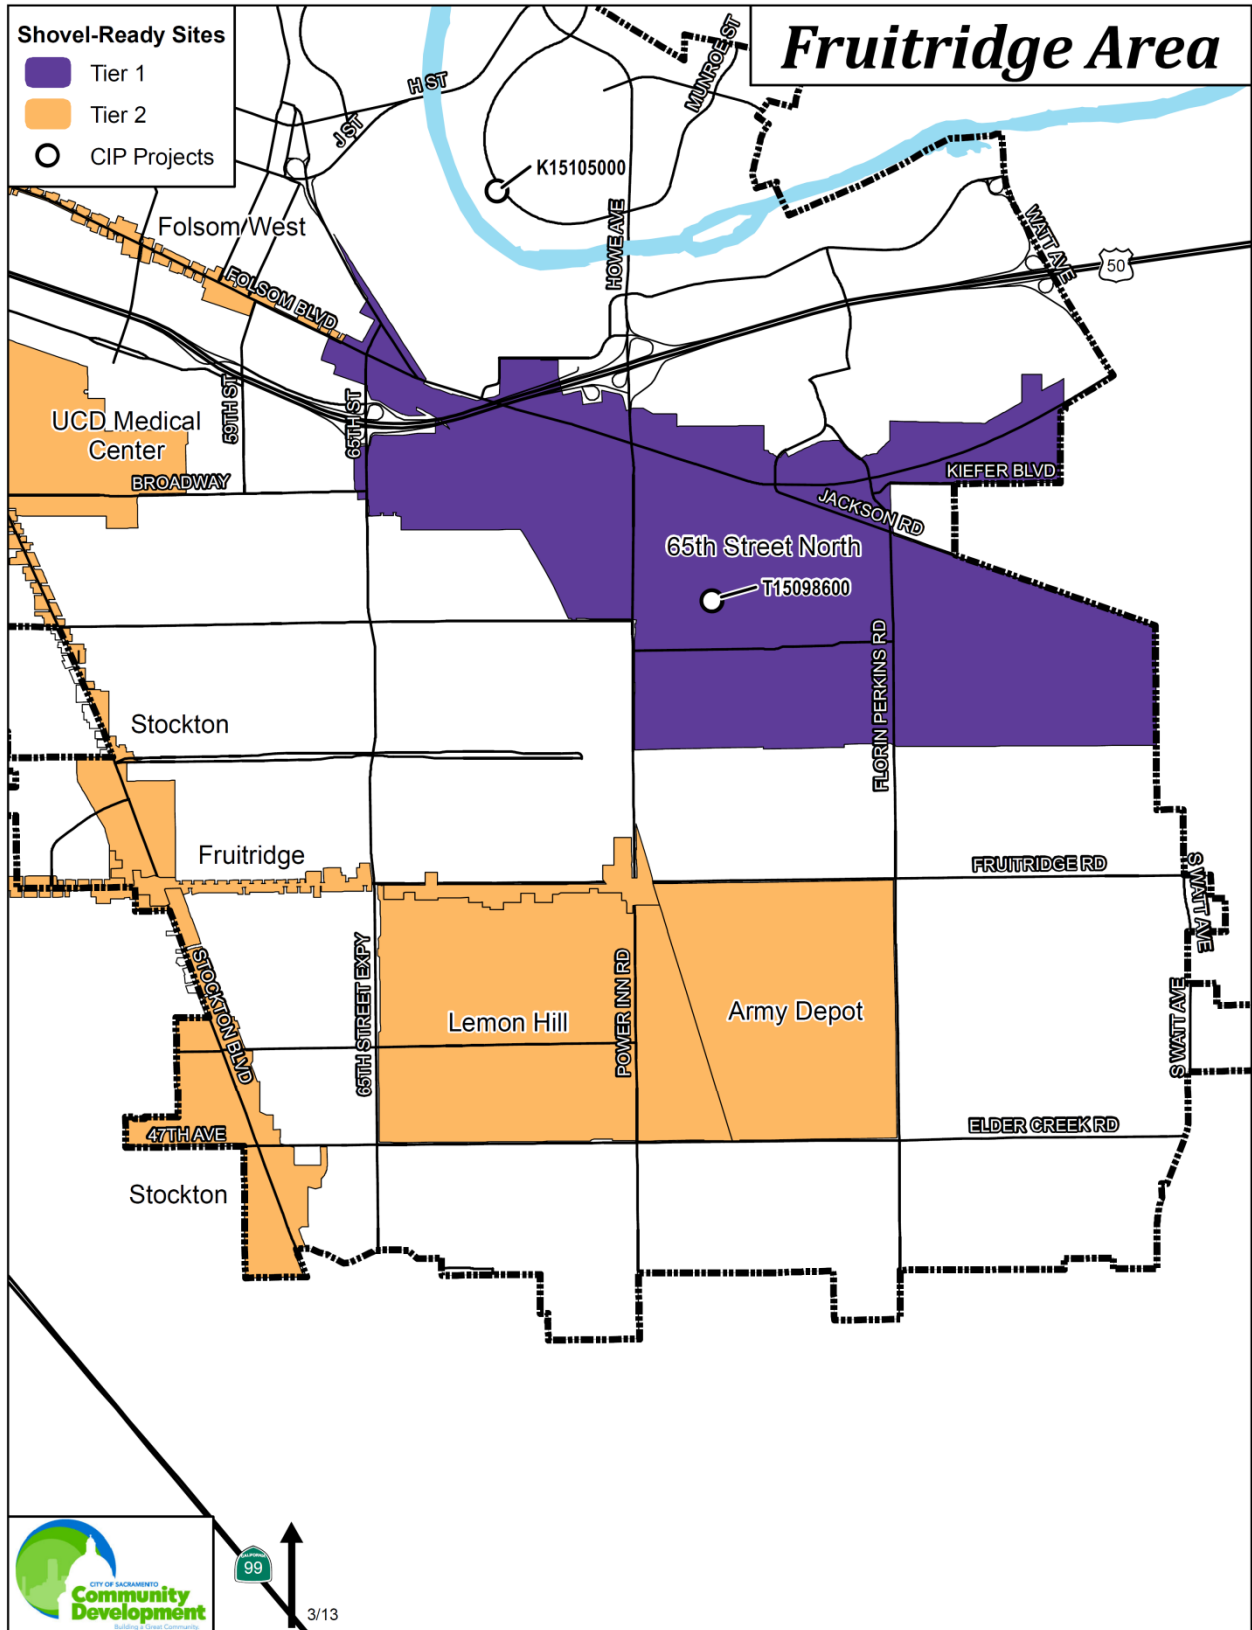 Shovel-Ready Sites
Tier 1
Tier 2
CIP Projects
Fruitridge Area
H ST
J ST
MUNROE ST
K15105000
HOWE AVE
WATT AVE
50
Folsom West
FOLSOM BLVD
59TH ST
65TH ST
UCD Medical
Center
BROADWAY
KIEFER BLVD
JACKSON RD
65th Street North
T15098600
FLORIN PERKINS RD
Stockton
Fruitridge
FRUITRIDGE RD
S WATT AVE
STOCKTON BLVD
65TH STREET EXPY
Lemon Hill
POWER INN RD
Army Depot
S WATT AVE
47TH AVE
ELDER CREEK RD
Stockton
CITY OF SACRAMENTO
Community
Development
Building a Great Community.
CALIFORNIA
99
3/13